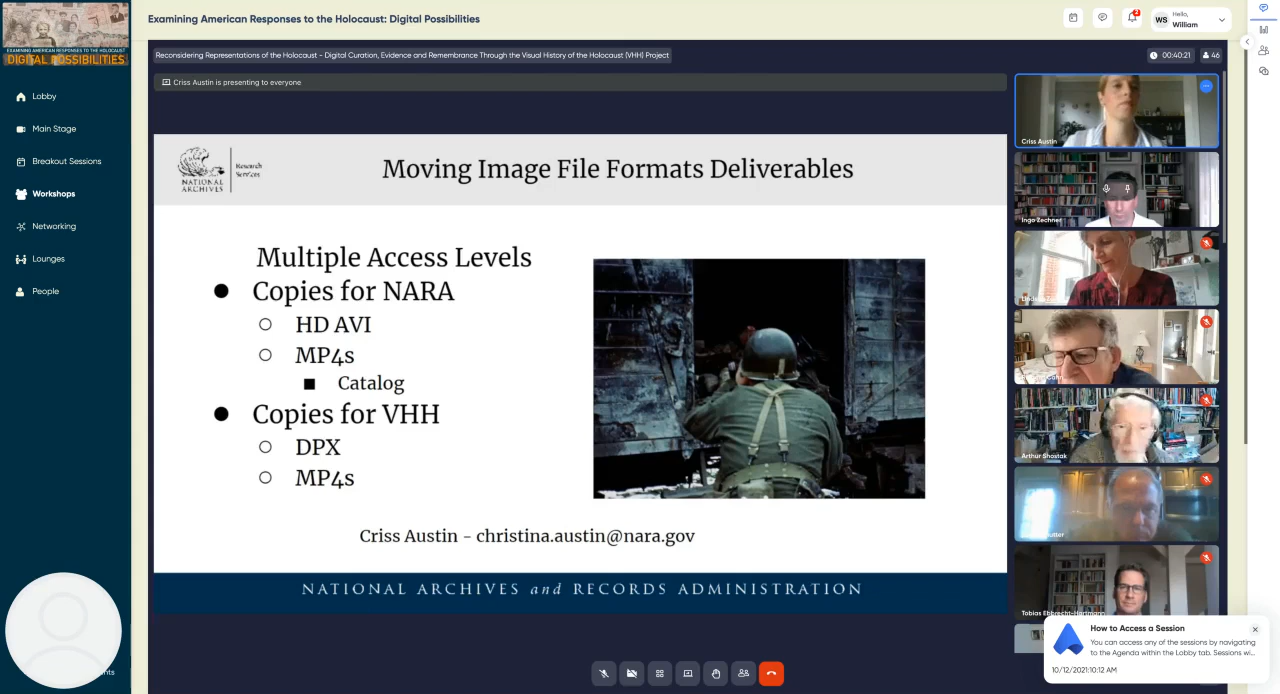 EXAMINING AMERICAN RESPONSES TO THE HOLOCAUST
DIGITAL POSSIBILITIES
Lobby
Main Stage
Breakout Sessions
Workshops
Networking
Lounges
People
Examining American Responses to the Holocaust: Digital Possibilities
2
WS
Hello,
William
Reconsidering Representations of the Holocaust - Digital Curation, Evidence and Remembrance Through the Visual History of the Holocaust (VHH) Project
00:40:21
46
Criss Austin is presenting to everyone
NATIONAL
ARCHIVES
Research
Services
Moving Image File Formats Deliverables
Multiple Access Levels
Copies for NARA
HD AVI
MP4s
Catalog
Copies for VHH
DPX
MP4s
Criss Austin - christina.austin@nara.gov
NATIONAL ARCHIVES and RECORDS ADMINISTRATION
Criss Austin
Ingo Zechner
Arthur Shostak
Tobias Ebbrecht-Hartmann
How to Access a Session
You can access any of the sessions by navigating
to the Agenda within the Lobby tab. Sessions wi...
10/12/2021:10:12 AM